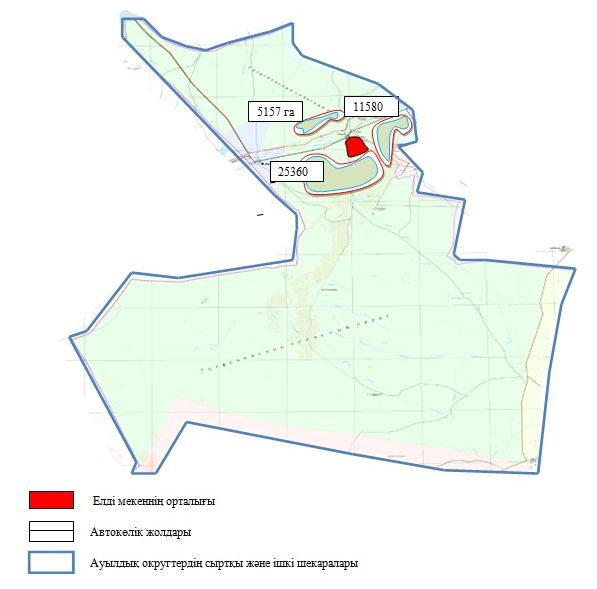 11580
5157 га
25360
Елді мекеннің орталығы
Автокөлік жолдары
Ауылдық округтердің сыртқы және ішкі шекаралары